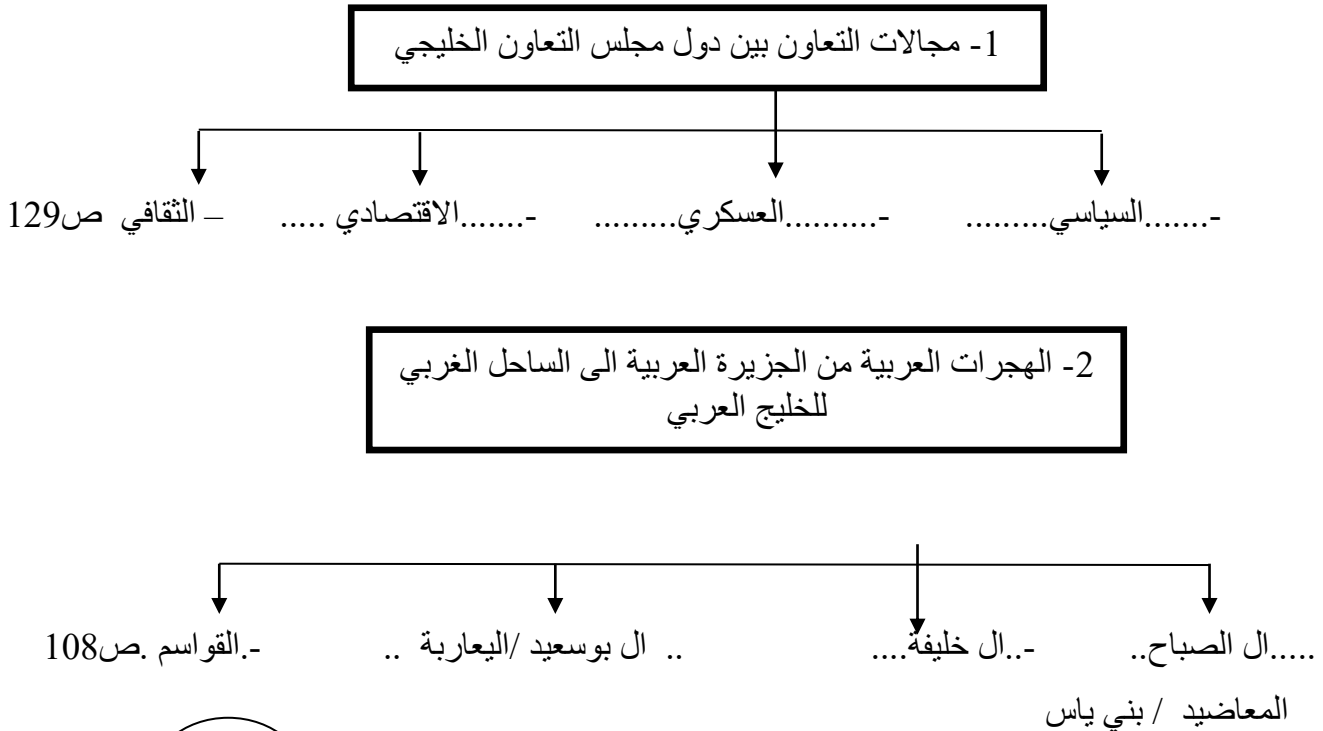 1- مجالات التعاون بين دول مجلس التعاون الخليجي
-.......السياسي......... -..........العسكري......... -.......الاقتصادي ..... – الثقافي ص129
2- الهجرات العربية من الجزيرة العربية الى الساحل الغربي
للخليج العربي
.....ال الصباح.. -..ال خليفة.... .. ال بوسعيد /اليعاربة .. -.القواسم .ص108
المعاضيد / بني ياس